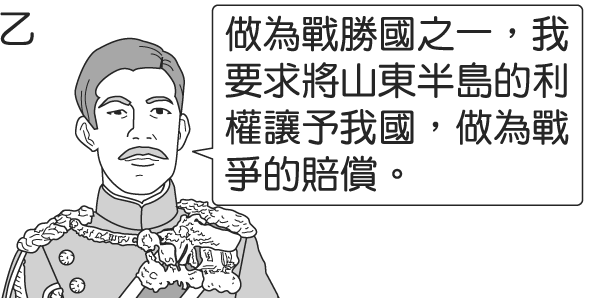 乙
做為戰勝國之一，我
要求將山東半島的利
權讓予我國，做為戰
爭的賠償。